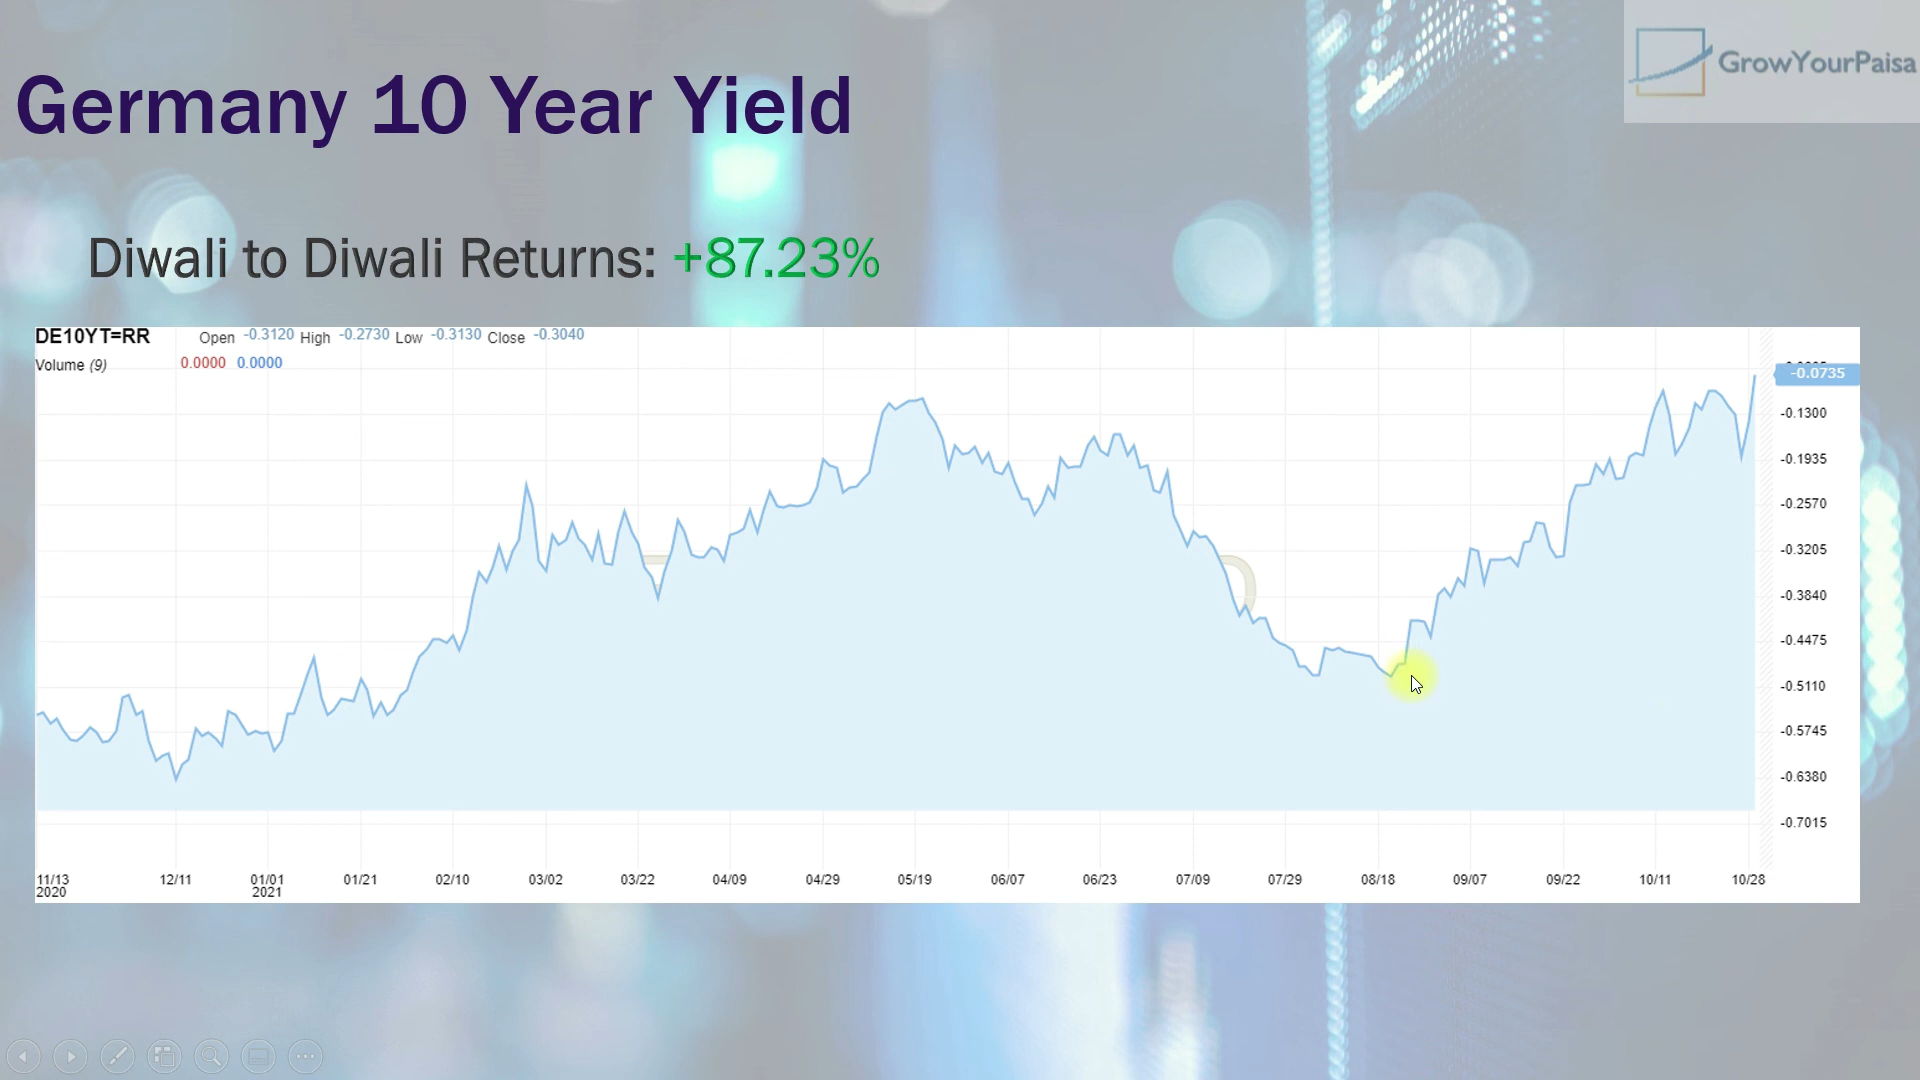 GrowYourPaisa
Germany 10 Year Yield
Diwali to Diwali Returns: +87.23%
DE10YT=RR Open -0.3120 High -0.2730 Low -0.3130 Close -0.3040
Volume (9) 0.0000 0.0000
-0.0735
-0.1300
-0.1935
-0.2570
-0.3205
-0.3840
-0.4475
-0.5110
-0.5745
-0.6380
-0.7015
11/13 12/11 01/01 01/21 02/10 03/02 03/22 04/09 04/29 05/19 06/07 06/23 07/09 07/29 08/18 09/07 09/22 10/11 10/28
2020 2021